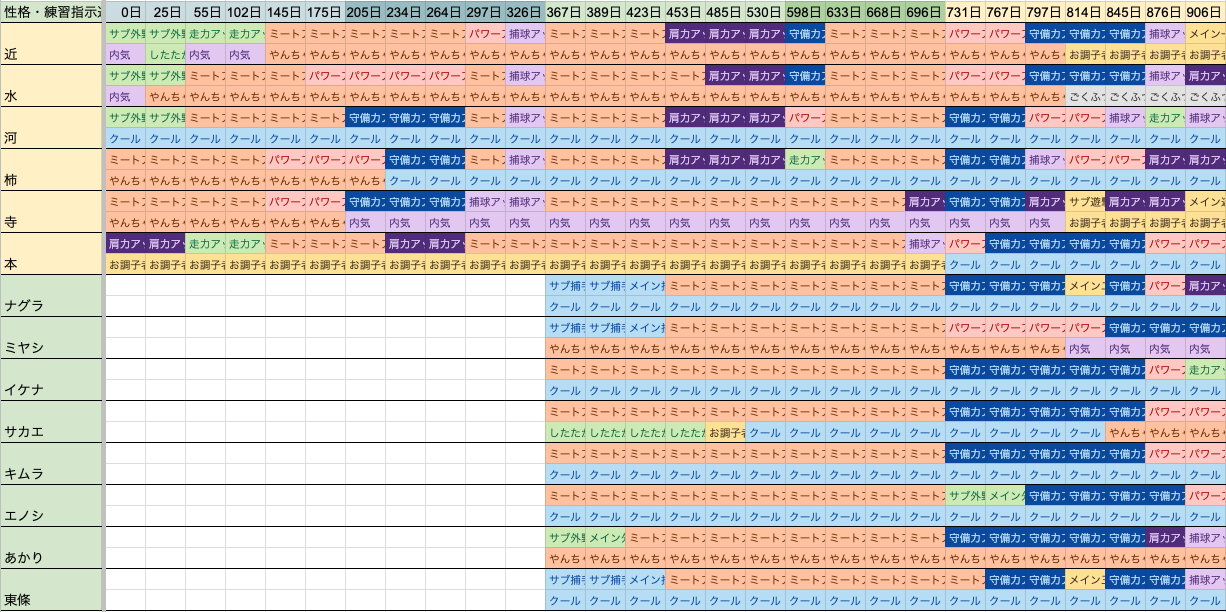 性格・練習指示 0日 25日 55日 102日 145日 175日 205日 234日 264日 297日 326日 367日 389日 423日 453日 485日 530日 598日 633日 668日 696日 731日 767日 797日 814日 845日 876日 906日
サブ外 サブ外 走力ア 走力ア ミート ミート ミート ミート ミート パワー 捕球ア ミート ミート ミート 肩力ア 肩力ア 肩力ア 守備力 ミート ミート ミート パワー パワー 守備力 守備力 守備力 捕球ア メイン
近 内気 したた 内気 内気 やんち やんち やんち やんち やんち やんち やんち やんち やんち やんち やんち やんち やんち やんち やんち やんち やんち やんち やんち やんち お調子 お調子 お調子 お調子
サブ外 サブ外 ミート ミート ミート パワー パワー パワー パワー ミート 捕球ア ミート ミート ミート ミート 肩力ア 肩力ア 守備力 ミート ミート ミート パワー パワー 守備力 守備力 守備力 捕球ア 肩力ア
水 内気 やんち やんち やんち やんち やんち やんち やんち やんち やんち やんち やんち やんち やんち やんち やんち やんち やんち やんち やんち やんち やんち やんち やんち ごくふ ごくふ ごくふ ごくふ
サブ外 サブ外 ミート ミート ミート ミート 守備力 守備力 守備力 ミート 捕球ア ミート ミート ミート 肩力ア 肩力ア 肩力ア パワー ミート ミート ミート 守備力 守備力 パワー パワー 捕球ア 走力ア 捕球ア
河 クール クール クール クール クール クール クール クール クール クール クール クール クール クール クール クール クール クール クール クール クール クール クール クール クール クール クール クール
ミート ミート ミート ミート パワー パワー パワー 守備力 守備力 ミート 捕球ア ミート ミート ミート 肩力ア 肩力ア 肩力ア 走力ア ミート ミート ミート 守備力 守備力 捕球ア パワー パワー 肩力ア 肩力ア
柿 やんち やんち やんち やんち やんち やんち やんち クール クール クール クール クール クール クール クール クール クール クール クール クール クール クール クール クール クール クール クール クール
ミート ミート ミート ミート パワー パワー 守備力 守備力 守備力 捕球ア 捕球ア ミート ミート ミート ミート ミート ミート ミート ミート ミート 肩力ア 守備力 守備力 肩力ア サブ遊 肩力ア 肩力ア メイン
寺 やんち やんち やんち やんち やんち やんち 内気 内気 内気 内気 内気 内気 内気 内気 内気 内気 内気 内気 内気 内気 内気 内気 内気 内気 お調子 お調子 お調子 お調子
肩力ア 肩力ア 走力ア 走力ア ミート ミート ミート 肩力ア 肩力ア ミート ミート ミート ミート ミート ミート ミート ミート ミート ミート ミート 捕球ア パワー 守備力 守備力 守備力 守備力 パワー パワー
本 お調子 お調子 お調子 お調子 お調子 お調子 お調子 お調子 お調子 お調子 お調子 お調子 お調子 お調子 お調子 お調子 お調子 お調子 お調子 お調子 お調子 クール クール クール クール クール クール クール
サブ捕 サブ捕 メイン ミート ミート ミート ミート ミート ミート ミート 守備力 守備力 守備力 メイン 守備力 パワー 肩力ア
ナグラ クール クール クール クール クール クール クール クール クール クール クール クール クール クール クール クール クール
サブ捕 サブ捕 メイン ミート ミート ミート ミート ミート ミート ミート パワー パワー パワー パワー 守備力 守備力 守備力
ミヤシ やんち やんち やんち やんち やんち やんち やんち やんち やんち やんち やんち やんち やんち 内気 内気 内気 内気
ミート ミート ミート ミート ミート ミート ミート ミート ミート ミート 守備力 守備力 守備力 守備力 守備力 パワー 走力ア
イケナ クール クール クール クール クール クール クール クール クール クール クール クール クール クール クール クール クール
ミート ミート ミート ミート ミート ミート ミート ミート ミート ミート 守備力 守備力 守備力 守備力 守備力 パワー パワー
サカエ したた したた したた したた お調子 クール クール クール クール クール クール クール クール クール やんち やんち やんち
ミート ミート ミート ミート ミート ミート ミート ミート ミート ミート 守備力 守備力 守備力 守備力 守備力 パワー パワー
キムラ クール クール クール クール クール クール クール クール クール クール クール クール クール クール クール クール クール
ミート ミート ミート ミート ミート ミート ミート ミート ミート ミート サブ外 メイン 守備力 守備力 守備力 守備力 パワー
エノシ クール クール クール クール クール クール クール クール クール クール クール クール クール クール クール クール クール
サブ外 メイン ミート ミート ミート ミート ミート ミート ミート ミート 守備力 守備力 守備力 守備力 守備力 肩力ア 捕球ア
あかり やんち やんち やんち やんち やんち やんち やんち やんち やんち やんち やんち やんち やんち やんち やんち やんち やんち
サブ捕 サブ捕 メイン ミート ミート ミート ミート ミート ミート ミート ミート 守備力 守備力 メイン 守備力 守備力 捕球ア
東條 クール クール クール クール クール クール クール クール クール クール クール クール クール クール クール クール クール